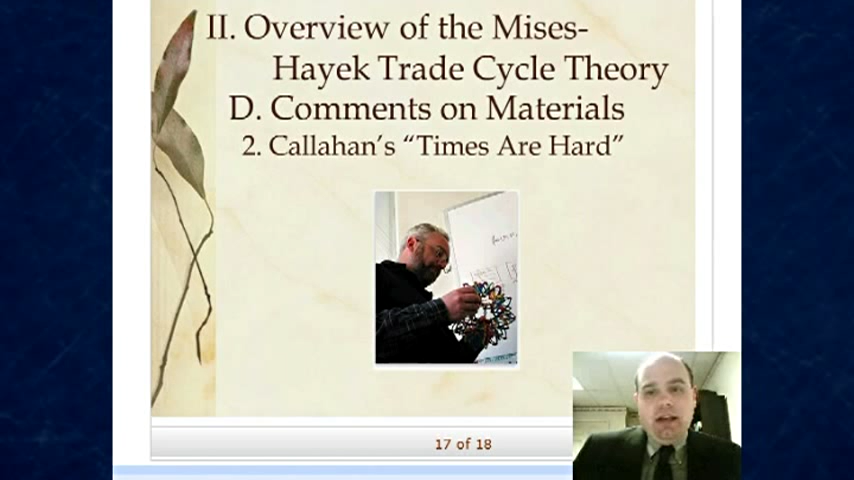 II. Overview of the Mises-
Hayek Trade Cycle Theory
D. Comments on Materials
2. Callahan's “Times Are Hard”
17 of 18